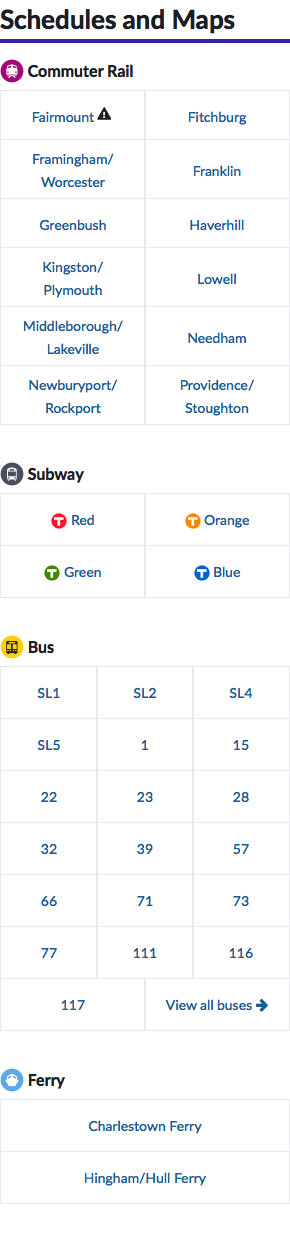 Schedules and Maps
Commuter Rail
Fairmount
Fitchburg
Framingham/
Worcester
Franklin
Greenbush
Haverhill
Kingston/
Plymouth
Lowell
Middleborough/
Lakeville
Needham
Newburyport/
Rockport
Providence/
Stoughton
Subway
T Red
T Orange
T Green
T Blue
Bus
SL1
SL2
SL4
SL5
1
15
22
23
28
32
39
57
66
71
73
77
111
116
117
View all buses
Ferry
Charlestown Ferry
Hingham/Hull Ferry